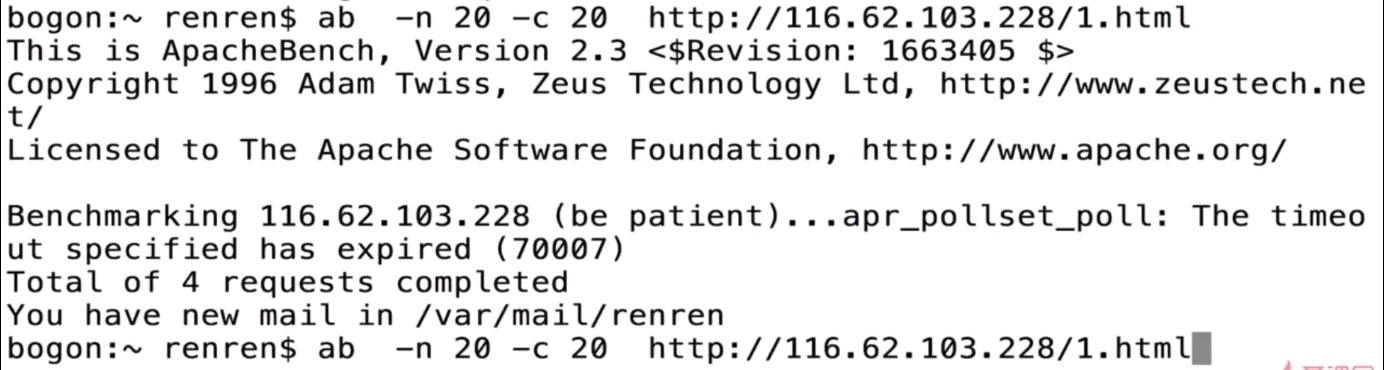 bogon:~ renren$ ab  -n 20 -c 20  http://116.62.103.228/1.html
This is ApacheBench, Version 2.3 <$Revision: 1663405 $>
Copyright 1996 Adam Twiss, Zeus Technology Ltd, http://www.zeustech.ne
t/
Licensed to The Apache Software Foundation, http://www.apache.org/

Benchmarking 116.62.103.228 (be patient)...apr_pollset_poll: The timeo
ut specified has expired (70007)
Total of 4 requests completed
You have new mail in /var/mail/renren
bogon:~ renren$ ab  -n 20 -c 20  http://116.62.103.228/1.html